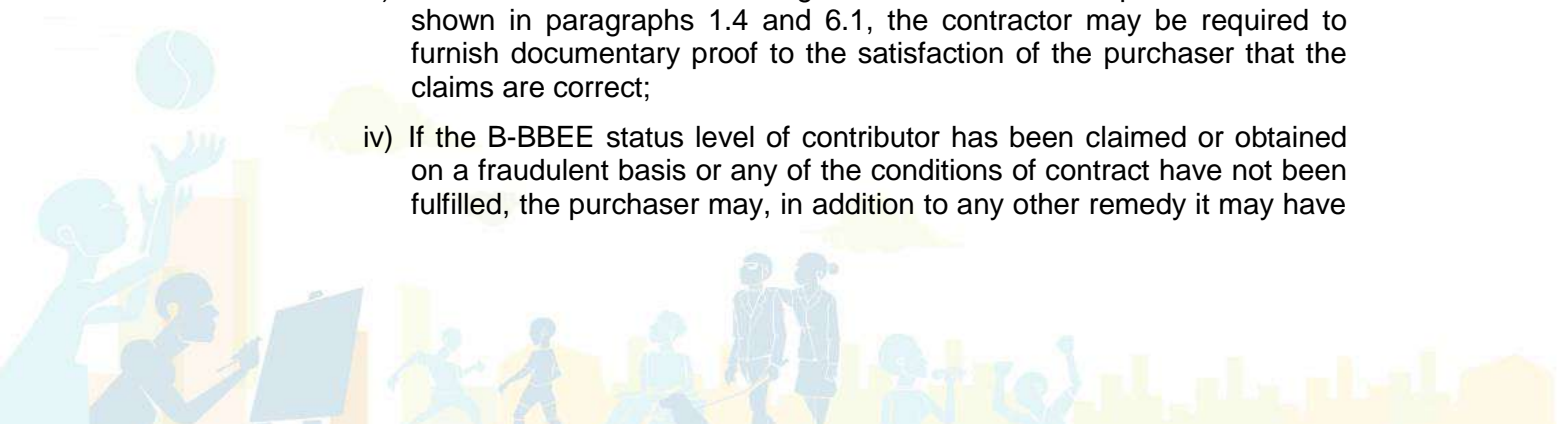 shown in paragraphs 1.4 and 6.1, the contractor may be required to
furnish documentary proof to the satisfaction of the purchaser that the
claims are correct;
iv) If the B-BBEE status level of contributor has been claimed or obtained
on a fraudulent basis or any of the conditions of contract have not been
fulfilled, the purchaser may, in addition to any other remedy it may have